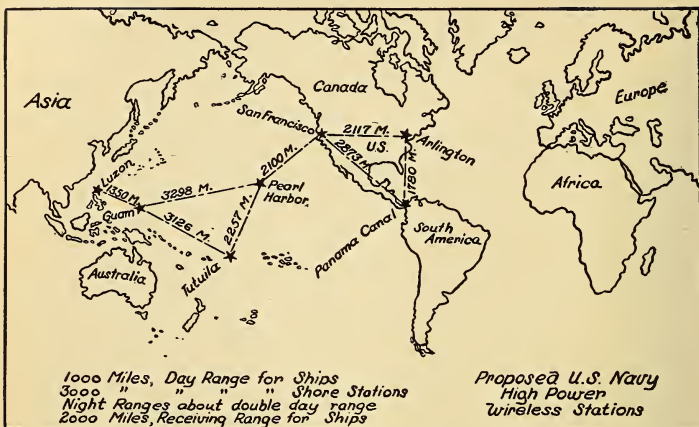 Asia
Canada
Europe
San Francisco
2117 M.
U.S.
Arlington
2100 M.
2873 M.
1780 M.
Luzon
1350 M.
Guam
3298 M.
Pearl
Harbor.
3126 M.
2257 M.
Africa
Panama Canal
South
America
Australia
Tutuila
1000 Miles, Day Range for Ships
3000 " " " " Shore Stations
Night Ranges about double day range
2000 Miles, Receiving Range for Ships
Proposed U.S. Navy
High Power
Wireless Stations